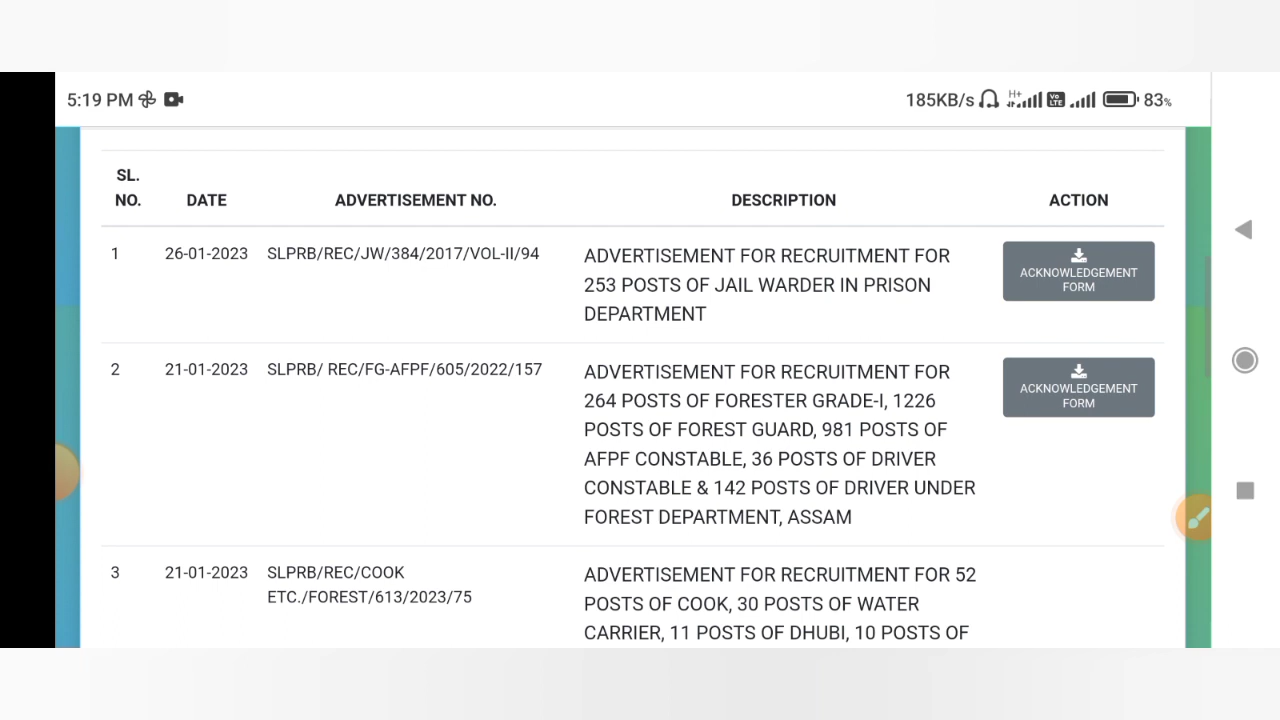 5:19 PM
185KB/s H+ Vo LTE 83%
SL. NO.
DATE
ADVERTISEMENT NO.
DESCRIPTION
ACTION
1
26-01-2023
SLPRB/REC/JW/384/2017/VOL-II/94
ADVERTISEMENT FOR RECRUITMENT FOR
253 POSTS OF JAIL WARDER IN PRISON
DEPARTMENT
ACKNOWLEDGEMENT
FORM
2
21-01-2023
SLPRB/ REC/FG-AFPF/605/2022/157
ADVERTISEMENT FOR RECRUITMENT FOR
264 POSTS OF FORESTER GRADE-I, 1226
POSTS OF FOREST GUARD, 981 POSTS OF
AFPF CONSTABLE, 36 POSTS OF DRIVER
CONSTABLE & 142 POSTS OF DRIVER UNDER
FOREST DEPARTMENT, ASSAM
ACKNOWLEDGEMENT
FORM
3
21-01-2023
SLPRB/REC/COOK
ETC./FOREST/613/2023/75
ADVERTISEMENT FOR RECRUITMENT FOR 52
POSTS OF COOK, 30 POSTS OF WATER
CARRIER, 11 POSTS OF DHUBI, 10 POSTS OF